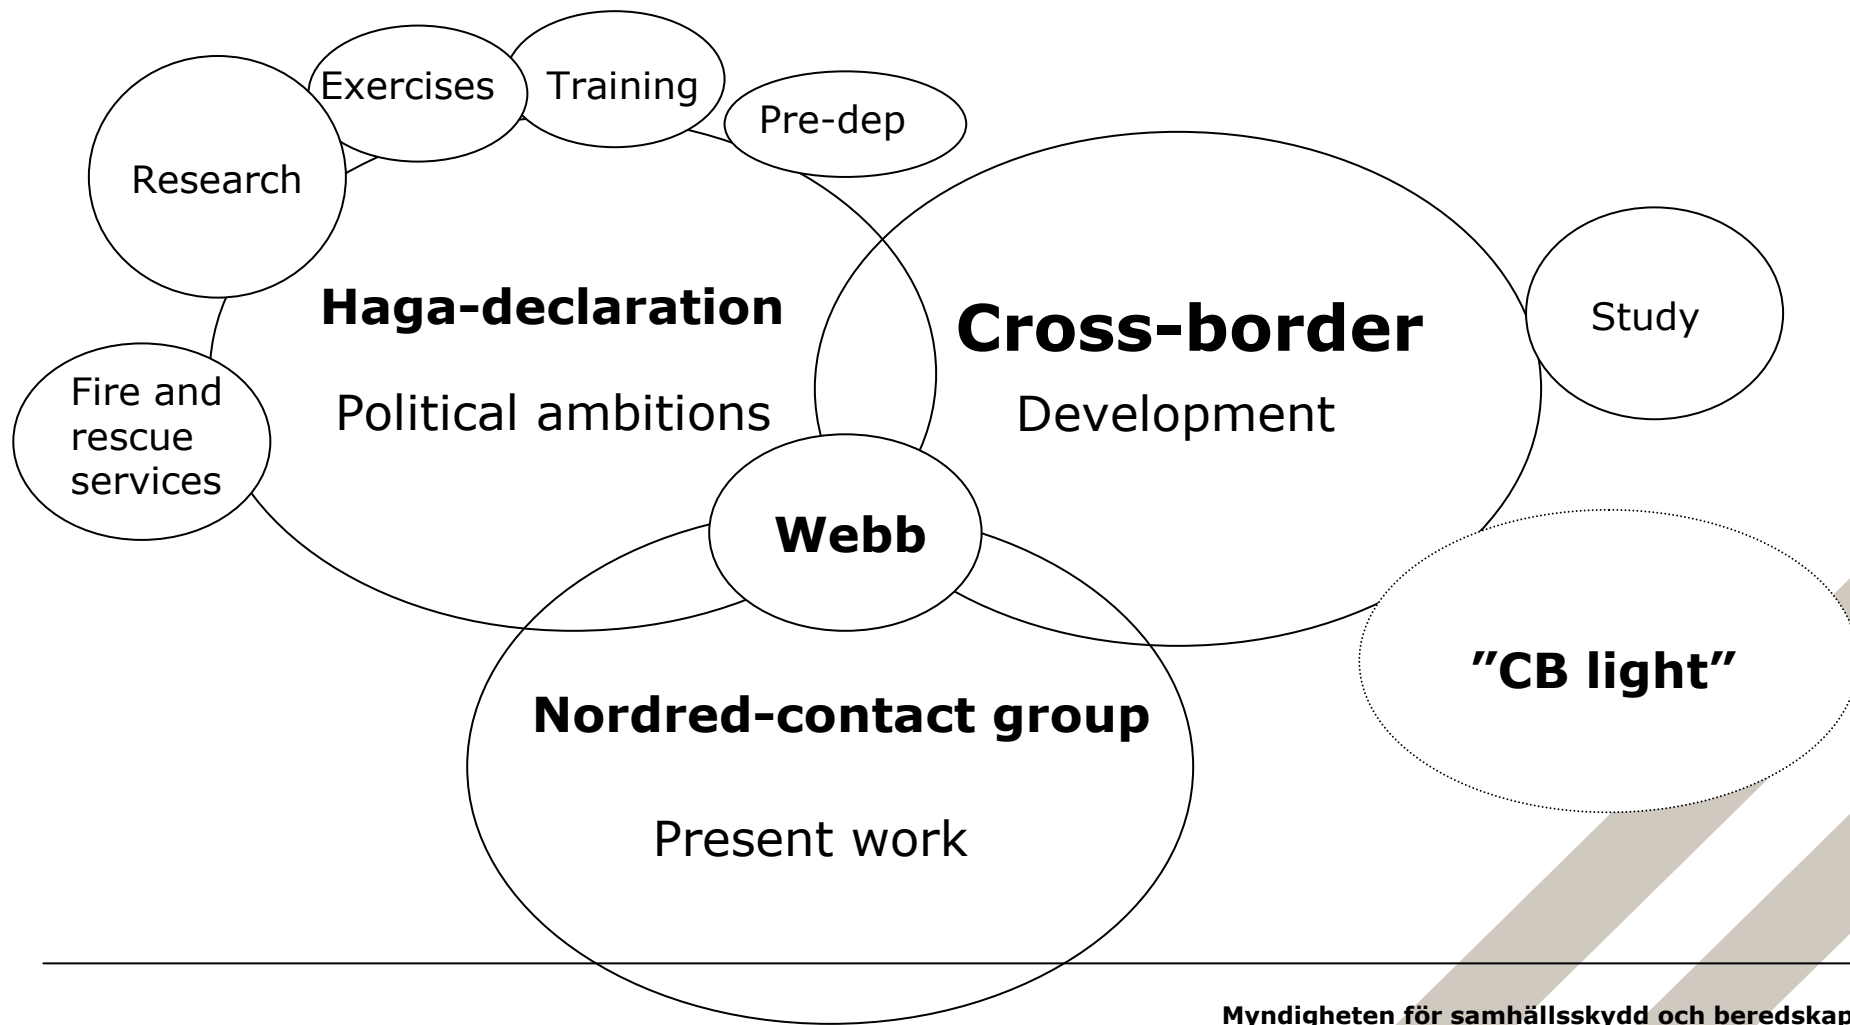 Exercises
Training
Pre-dep
Research
Haga-declaration
Political ambitions
Cross-border
Development
Study
Fire and
rescue
services
Webb
"CB light"
Nordred-contact group
Present work
Myndigheten för samhällsskydd och beredskap